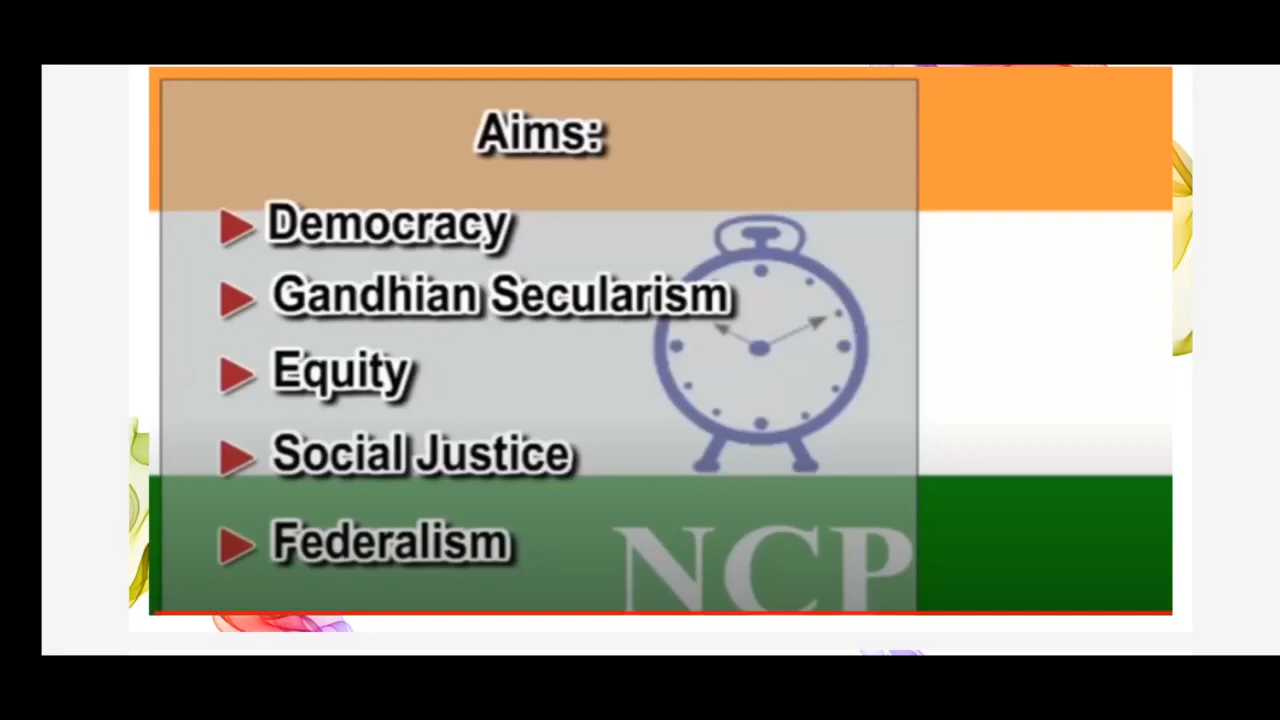 Aims:
Democracy
Gandhian Secularism
Equity
Social Justice
Federalism
NCP